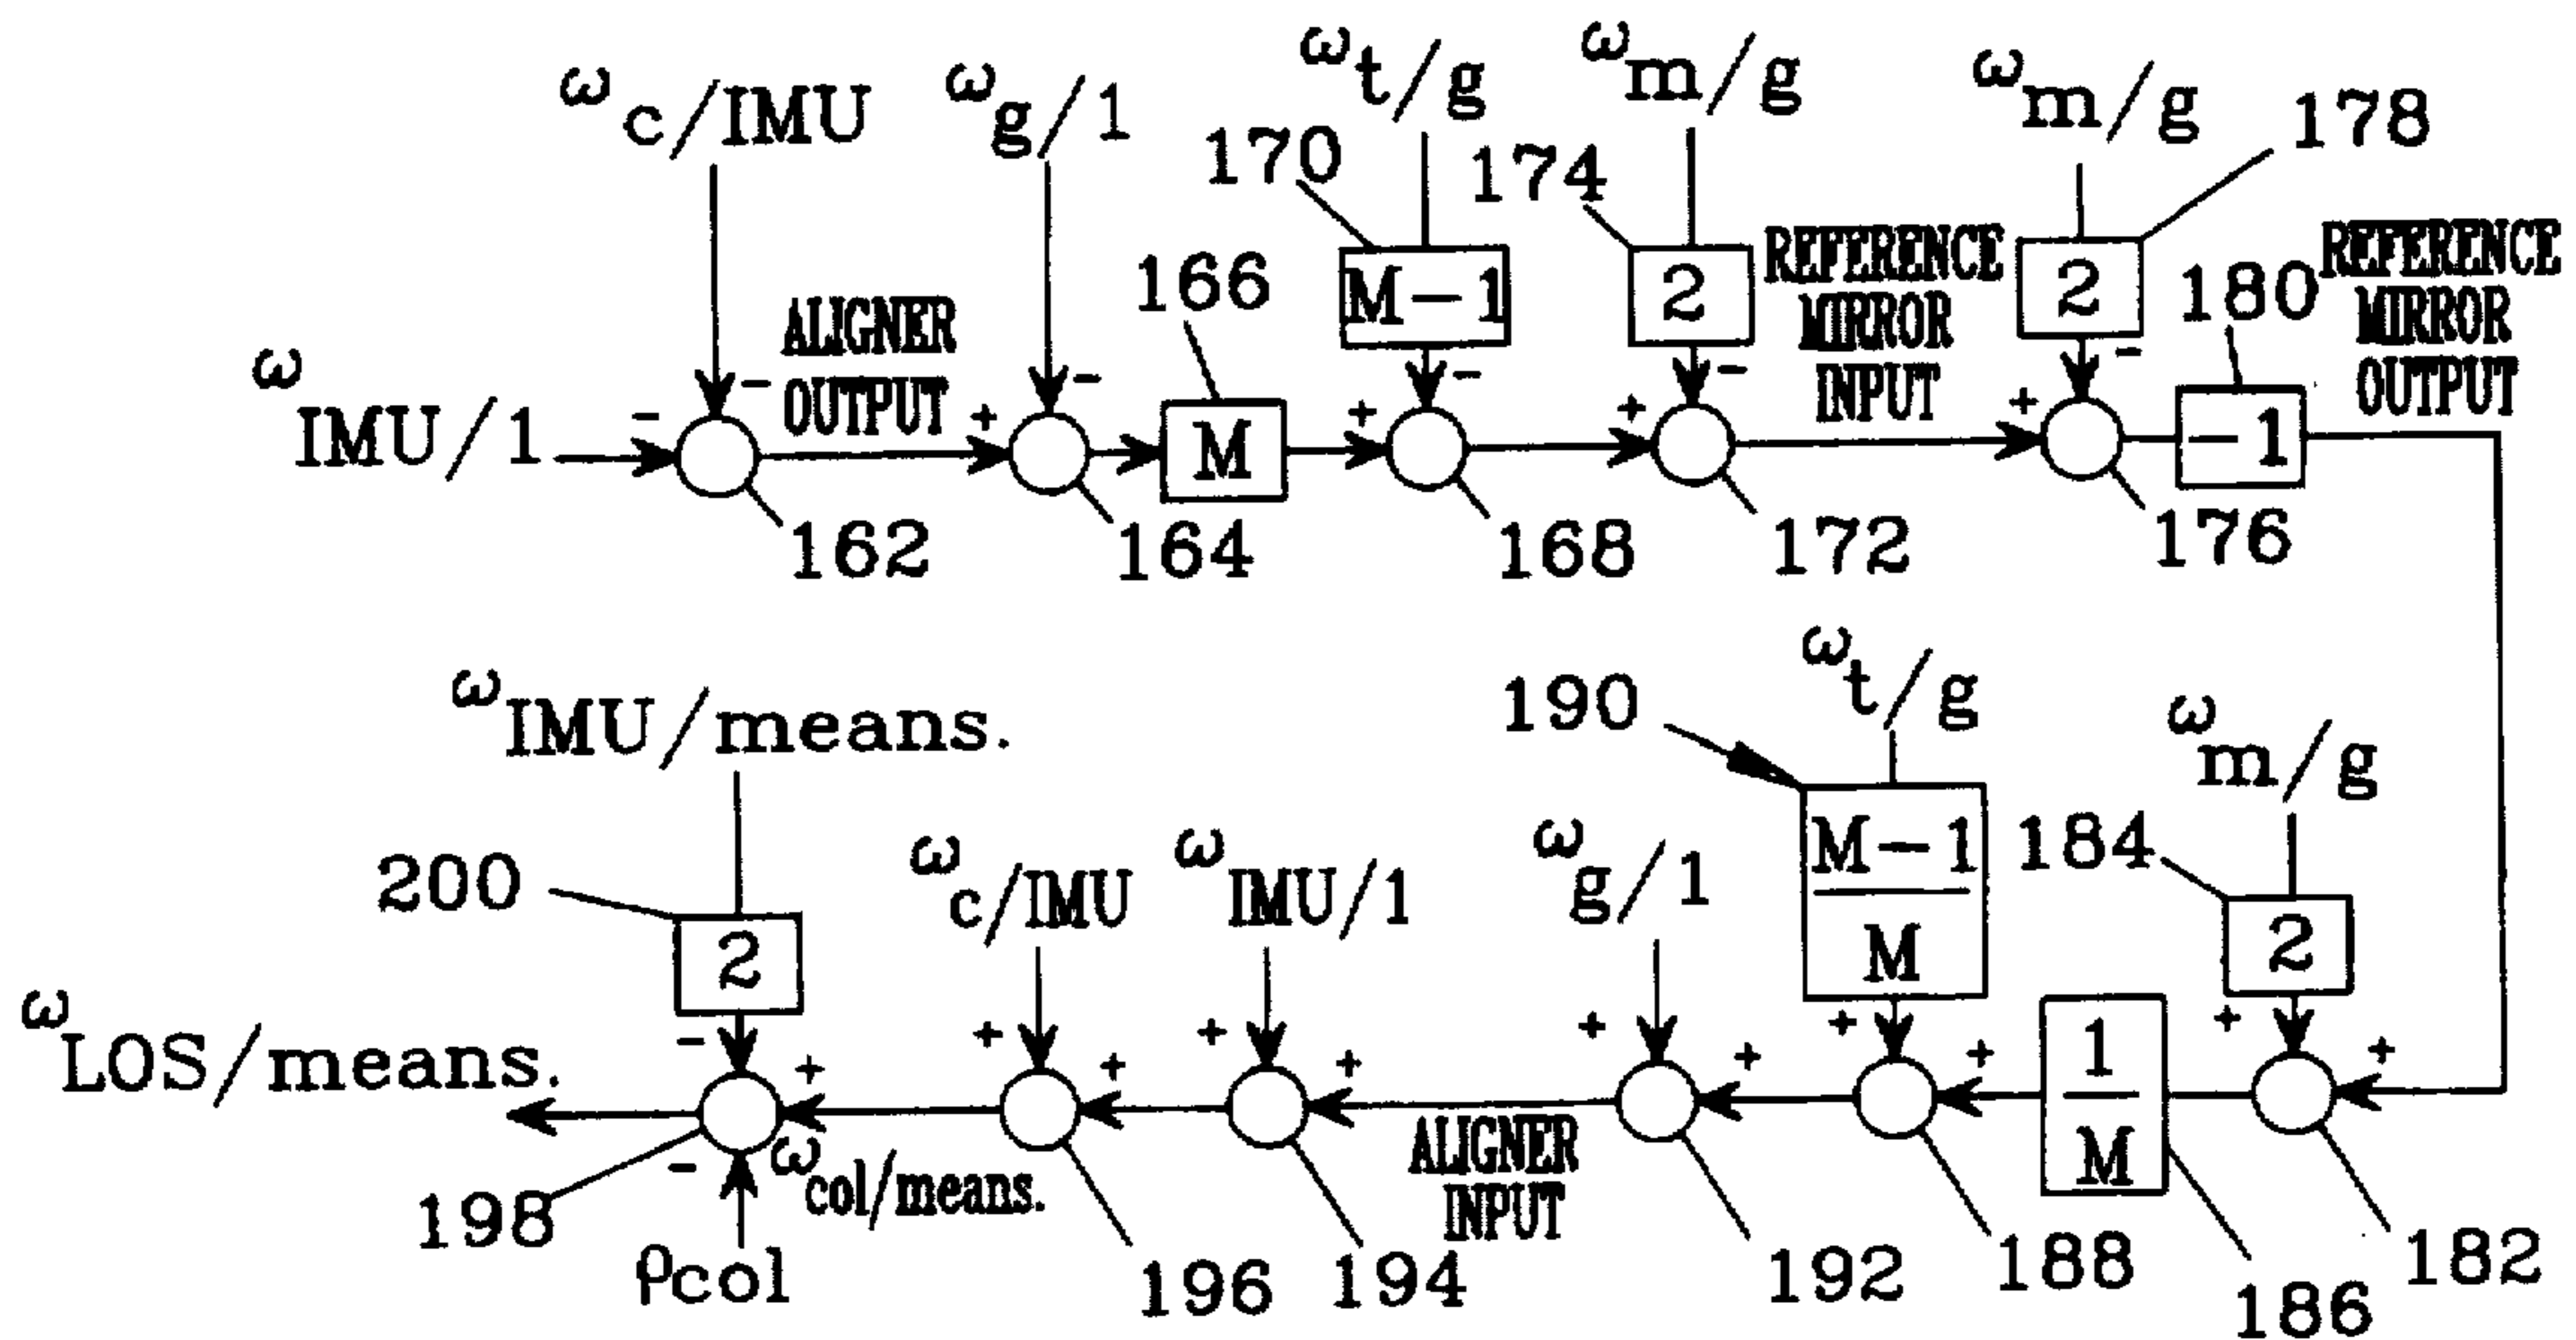 ω c/IMU
ω g/1
ω t/g
ω m/g
ω m/g
178
170
174
REFERENCE MIRROR INPUT
REFERENCE MIRROR OUTPUT
166
M-1
2
2
180
ω IMU/1
ALIGNER OUTPUT
- -
+ -
M
+ -
+ -
+ -
-1
162
164
168
172
176
ω IMU/means.
190
ω t/g
ω m/g
200
ω c/IMU
ω IMU/1
ω g/1
M-1
M
184
2
2
ω LOS/means.
- + -
+ +
+ +
+ +
+ +
1
M
+ +
ω col/means.
ALIGNER INPUT
198
ρcol
196
194
192
188
186
182